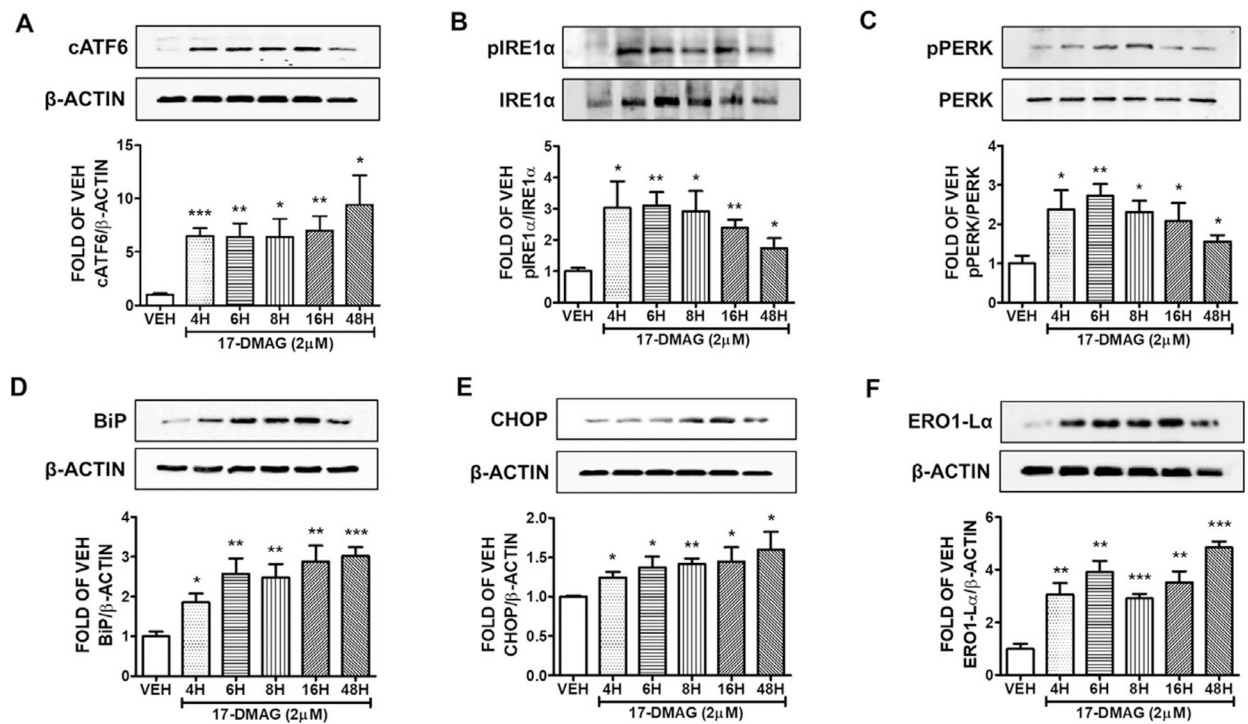 A
cATF6
β-ACTIN
FOLD OF VEH
cATF6/β-ACTIN
15
10
5
0
***
**
*
**
*
VEH 4H 6H 8H 16H 48H
17-DMAG (2μM)
B
pIRE1α
IRE1α
FOLD OF VEH
pIRE1α/IRE1α
5
4
3
2
1
0
*
**
*
**
*
VEH 4H 6H 8H 16H 48H
17-DMAG (2μM)
C
pPERK
PERK
FOLD OF VEH
pPERK/PERK
4
3
2
1
0
*
**
*
*
*
VEH 4H 6H 8H 16H 48H
17-DMAG (2μM)
D
BiP
β-ACTIN
FOLD OF VEH
BiP/β-ACTIN
4
3
2
1
0
*
**
**
**
***
VEH 4H 6H 8H 16H 48H
17-DMAG (2μM)
E
CHOP
β-ACTIN
FOLD OF VEH
CHOP/β-ACTIN
2.0
1.5
1.0
0.5
0.0
*
*
**
*
*
VEH 4H 6H 8H 16H 48H
17-DMAG (2μM)
F
ERO1-Lα
β-ACTIN
FOLD OF VEH
ERO1-Lα/β-ACTIN
6
4
2
0
**
**
***
**
***
VEH 4H 6H 8H 16H 48H
17-DMAG (2μM)